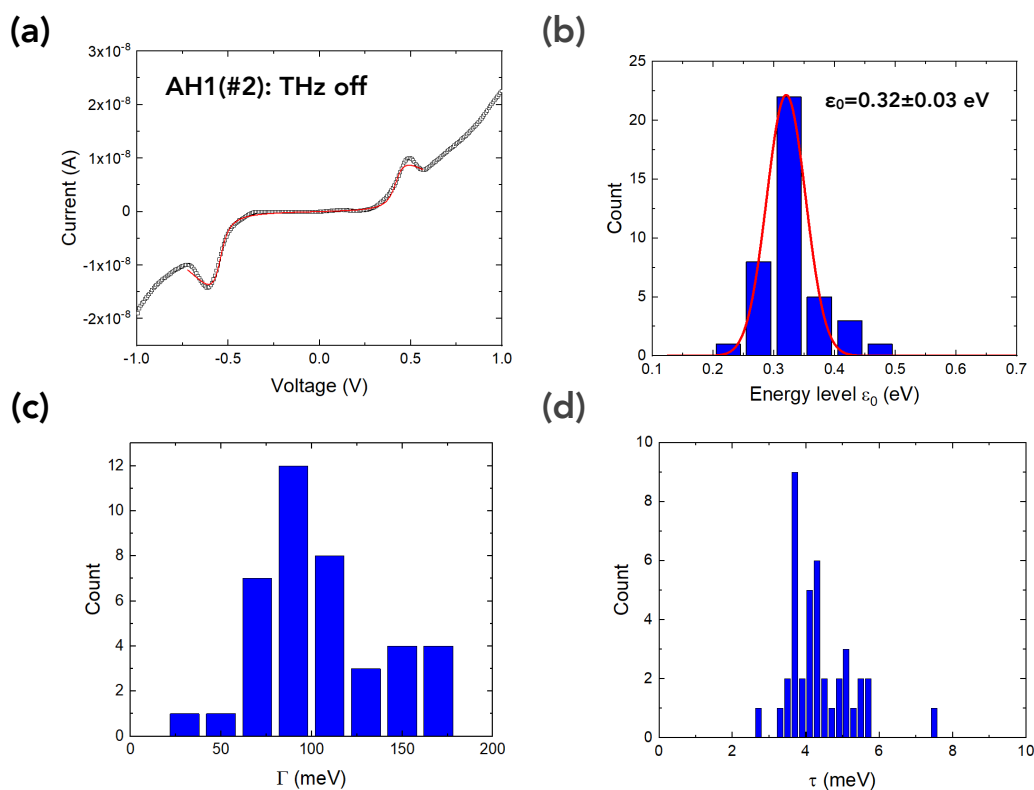 (a)
3x10⁻⁸
2x10⁻⁸
1x10⁻⁸
0
-1x10⁻⁸
-2x10⁻⁸
Current (A)
AH1(#2): THz off
-1.0 -0.5 0.0 0.5 1.0
Voltage (V)
(b)
25
20
15
10
5
0
Count
ε₀=0.32±0.03 eV
0.1 0.2 0.3 0.4 0.5 0.6 0.7
Energy level ε₀ (eV)
(c)
12
10
8
6
4
2
0
Count
0 50 100 150 200
Γ (meV)
(d)
10
8
6
4
2
0
Count
0 2 4 6 8 10
τ (meV)